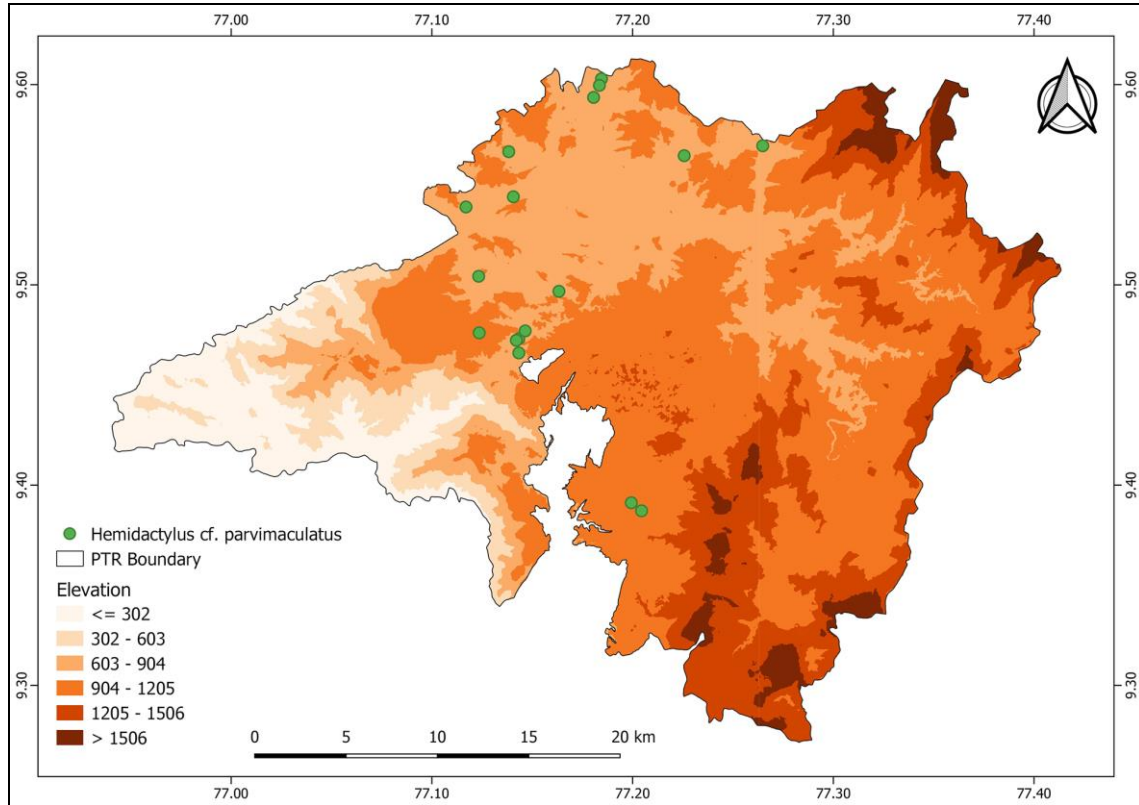 77.00 77.10 77.20 77.30 77.40
9.60 9.60
9.50 9.50
9.40 9.40
9.30 9.30
Hemidactylus cf. parvimaculatus
PTR Boundary
Elevation
<= 302
302 - 603
603 - 904
904 - 1205
1205 - 1506
> 1506
0 5 10 15 20 km
77.00 77.10 77.20 77.30 77.40